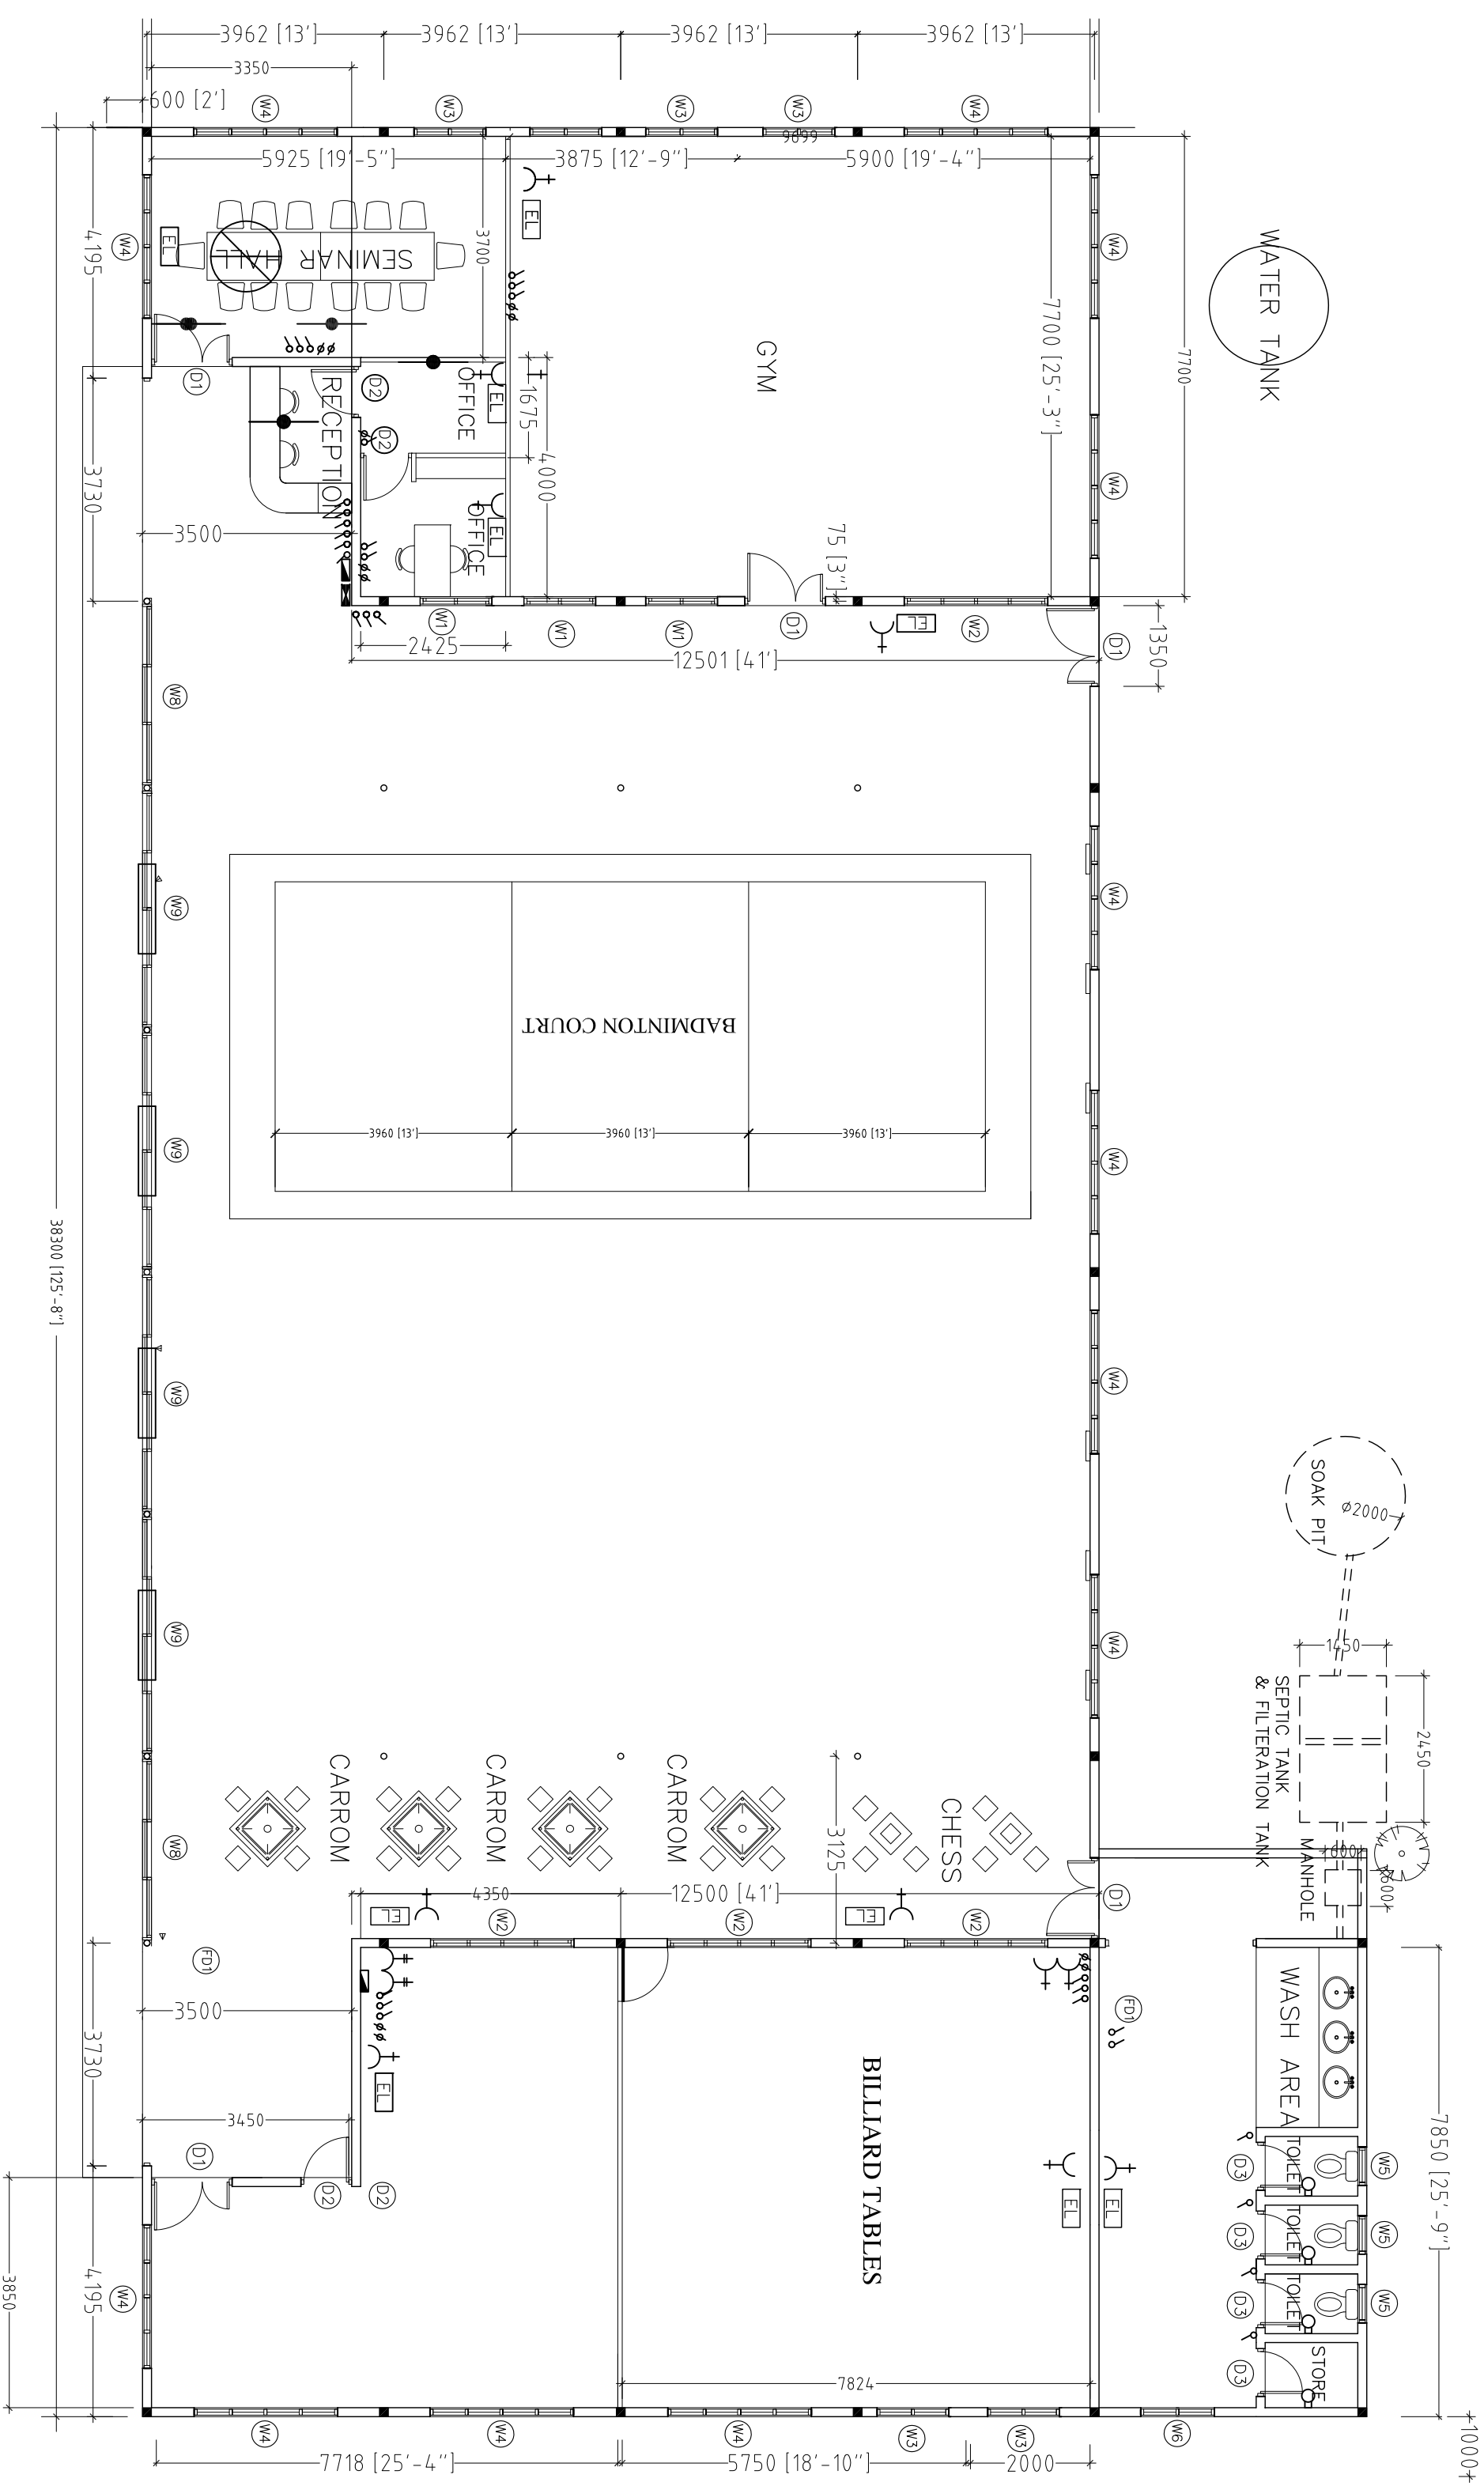 3962 [13']
3962 [13']
3962 [13']
3962 [13']
3350
600 [2']
W4
W3
W3
W3
W4
9899
5925 [19'-5"]
3875 [12'-9"]
5900 [19'-4"]
WATER TANK
EL
EL
W4
4195
W4
SEMINAR HALL
3700
7700 [25'-3"]
7700
GYM
D1
D2
OFFICE
EL
1675
RECEPTION
D2
4000
W4
3730
3500
OFFICE
EL
75 [3"]
W1
W1
W1
D1
EL
W2
D1
1350
2425
12501 [41']
W8
W9
W4
BADMINTON COURT
3960 [13']
3960 [13']
3960 [13']
W9
W4
38300 [125'-8"]
W9
W4
SOAK PIT
Ø2000
W9
W4
1450
SEPTIC TANK
& FILTERATION TANK
2450
CARROM
CARROM
CARROM
CHESS
3125
W8
MANHOLE
600
600
4350
12500 [41']
D1
EL
W2
W2
EL
W2
FD1
3500
FD1
WASH AREA
3730
EL
BILLIARD TABLES
7850 [25'-9"]
3450
D1
D2
D2
EL
EL
D3
TOILET
W5
D3
TOILET
W5
D3
TOILET
W5
D3
STORE
4195
3850
W4
7824
W4
W4
W4
W3
W3
W6
7718 [25'-4"]
5750 [18'-10"]
2000
1000